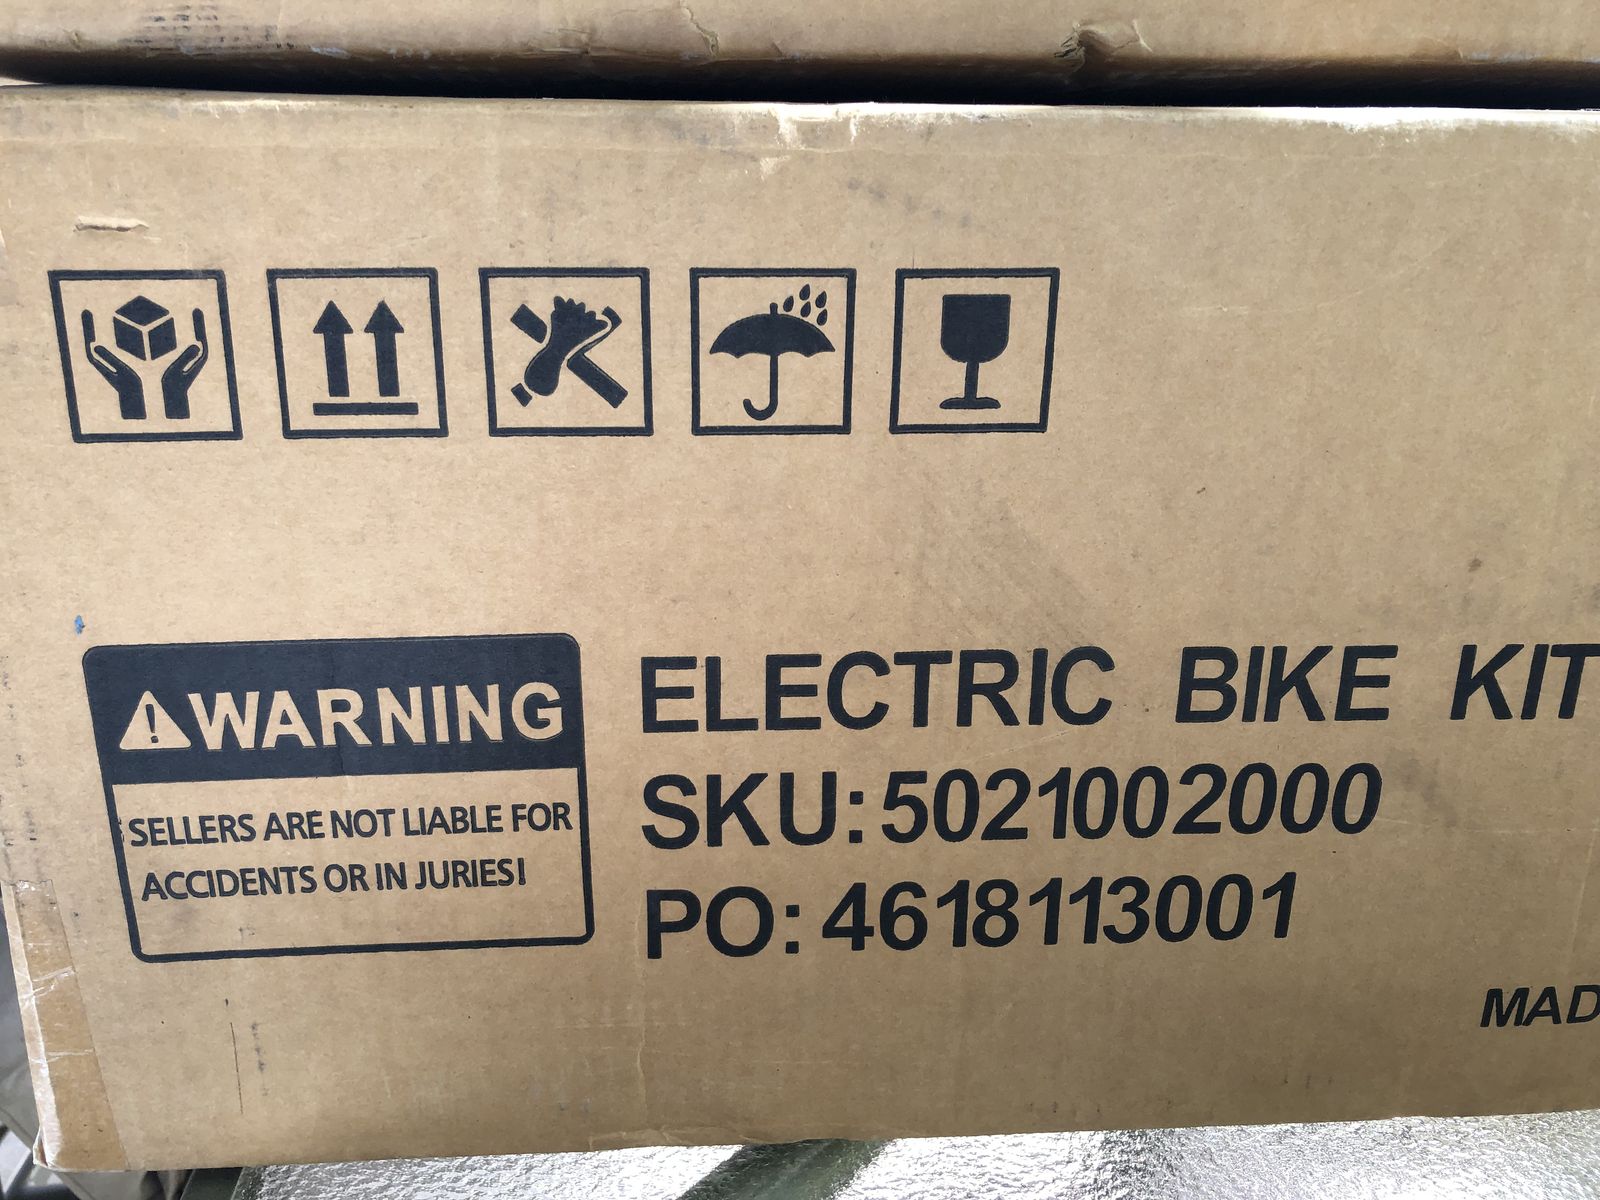 WARNING
SELLERS ARE NOT LIABLE FOR
ACCIDENTS OR IN JURIES!
ELECTRIC BIKE KIT
SKU:5021002000
PO:4618113001
MAD